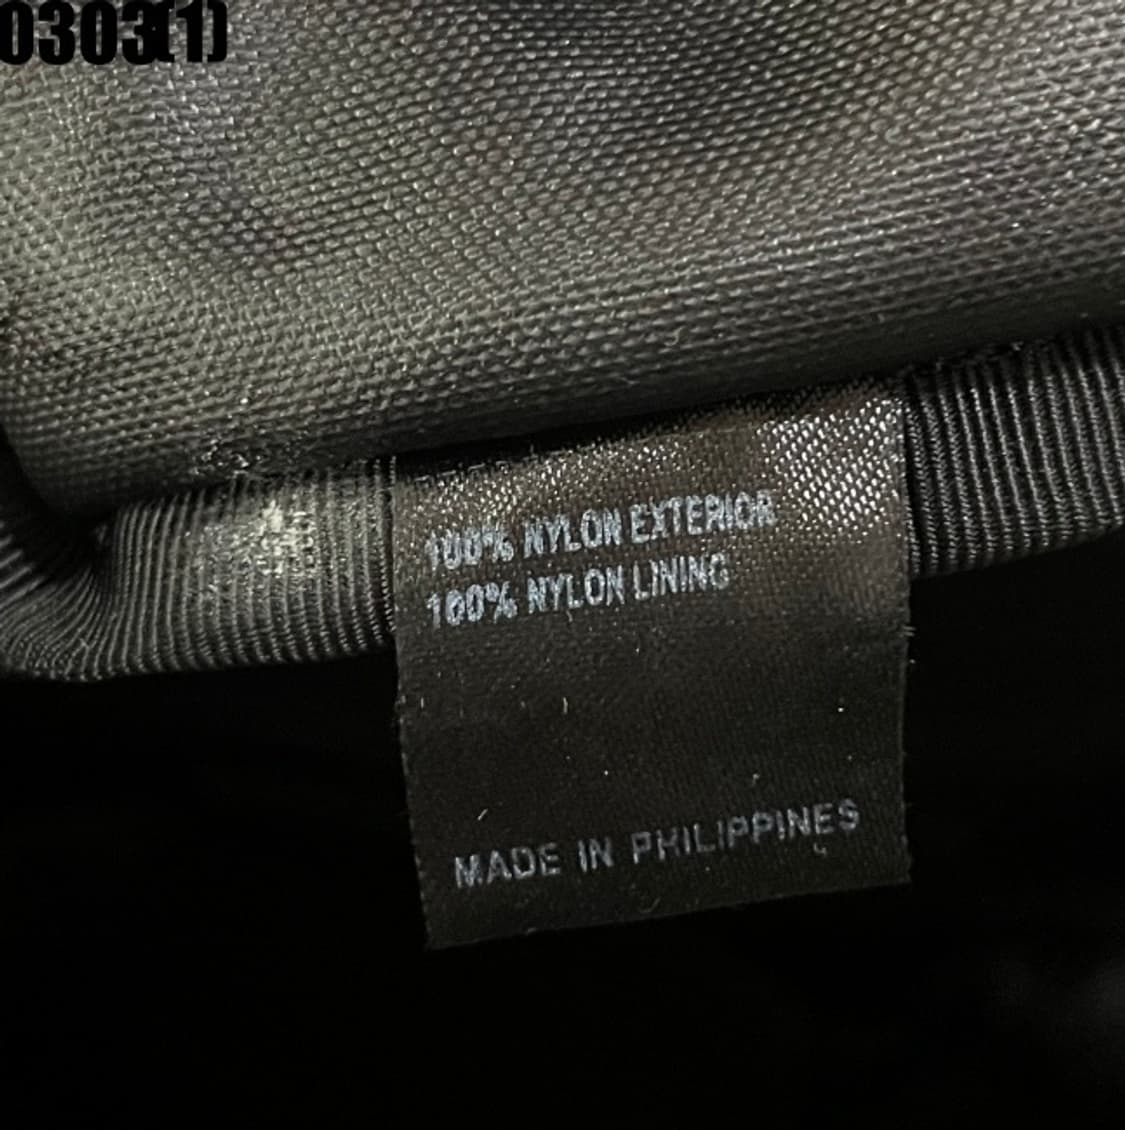 0303(1)
100% NYLON EXTERIOR
100% NYLON LINING
MADE IN PHILIPPINES